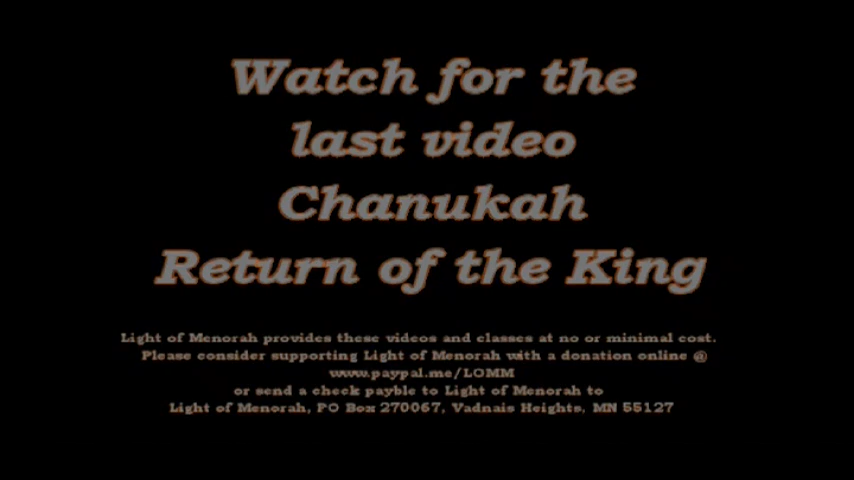 Watch for the
last video
Chanukah
Return of the King
Light of Menorah provides these videos and classes at no or minimal cost.
Please consider supporting Light of Menorah with a donation online @
www.paypal.me/LOMM
or send a check payble to Light of Menorah to
Light of Menorah, PO Box 270067, Vadnais Heights, MN 55127